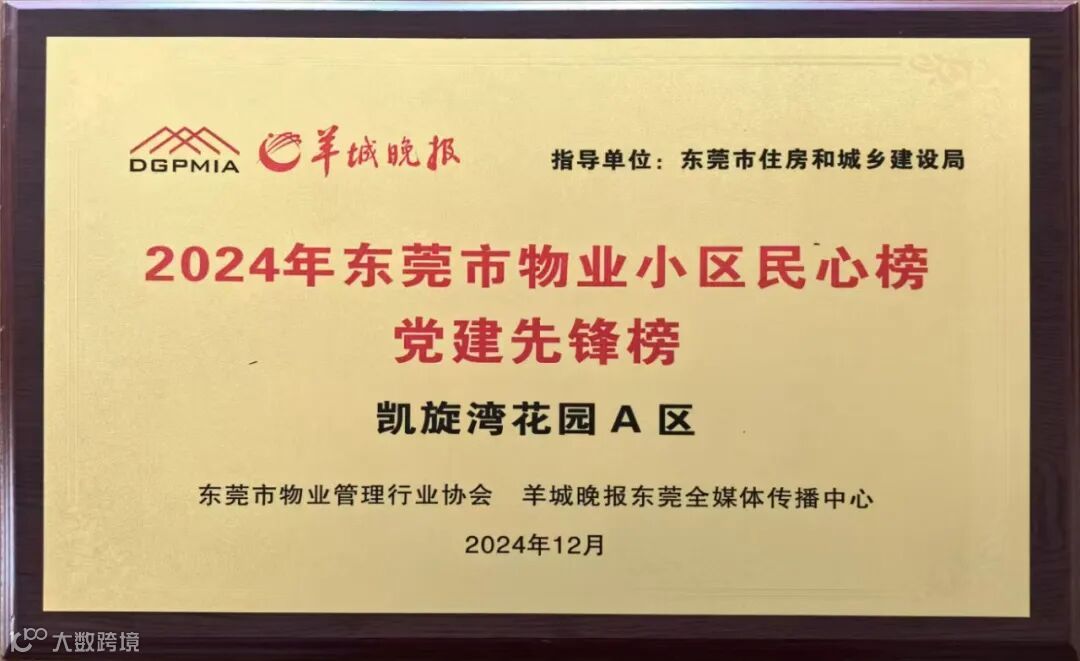 DGPMIA 羊城晚报 指导单位：东莞市住房和城乡建设局
2024年东莞市物业小区民心榜
党建先锋榜
凯旋湾花园A区
东莞市物业管理行业协会 羊城晚报东莞全媒体传播中心
2024年12月
大数跨境